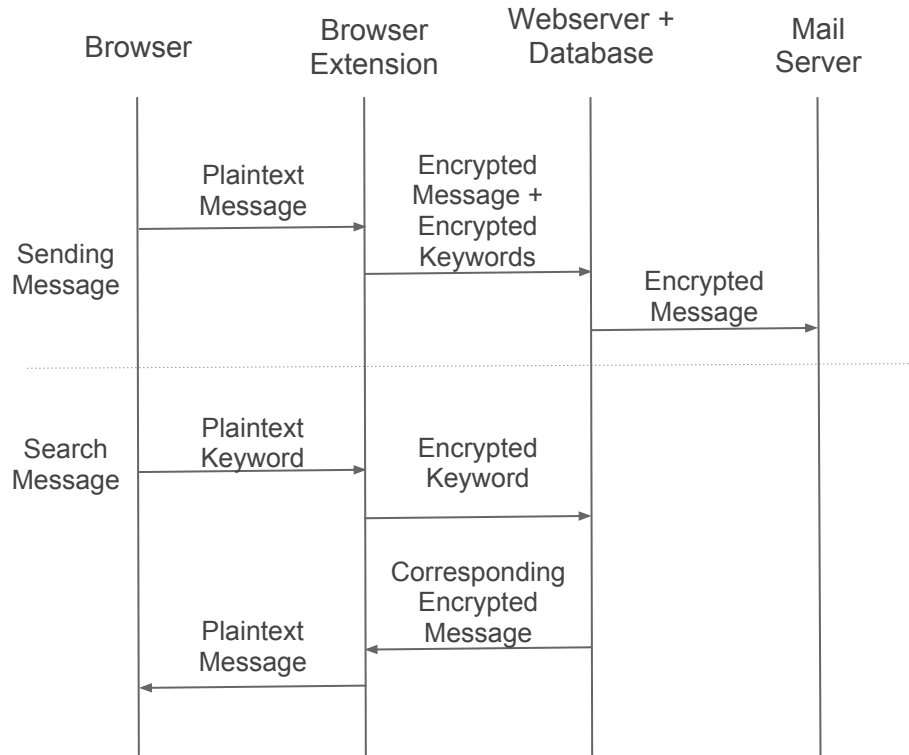 Browser
Browser
Extension
Webserver +
Database
Mail
Server
Plaintext
Message
Encrypted
Message +
Encrypted
Keywords
Sending
Message
Encrypted
Message
Search
Message
Plaintext
Keyword
Encrypted
Keyword
Corresponding
Encrypted
Message
Plaintext
Message